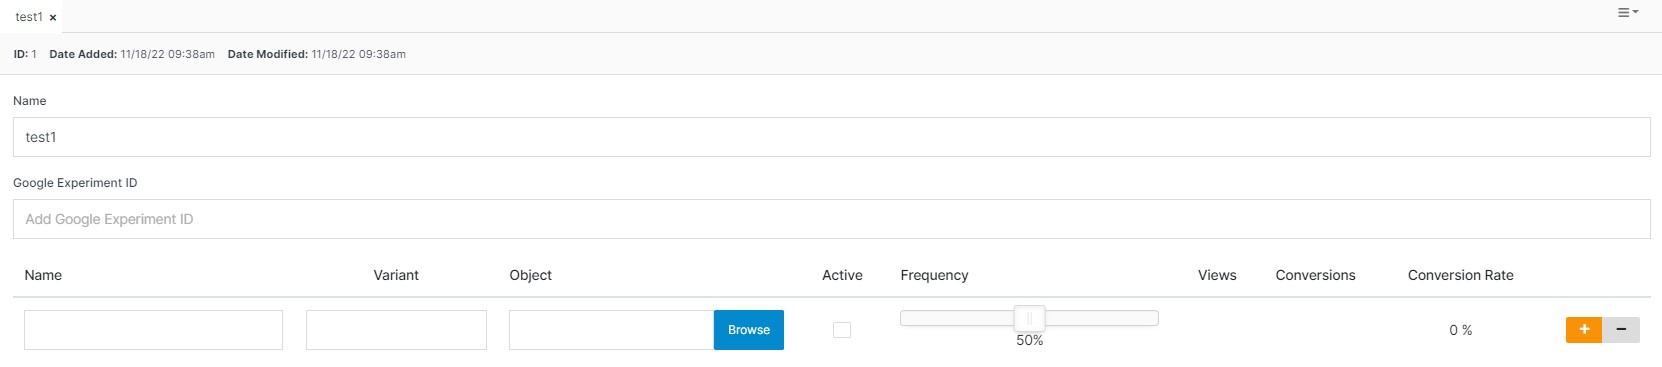 test1 ×
ID: 1 Date Added: 11/18/22 09:38am Date Modified: 11/18/22 09:38am
Name
test1
Google Experiment ID
Add Google Experiment ID
Name Variant Object Active Frequency Views Conversions Conversion Rate
Browse 50% 0 % + −